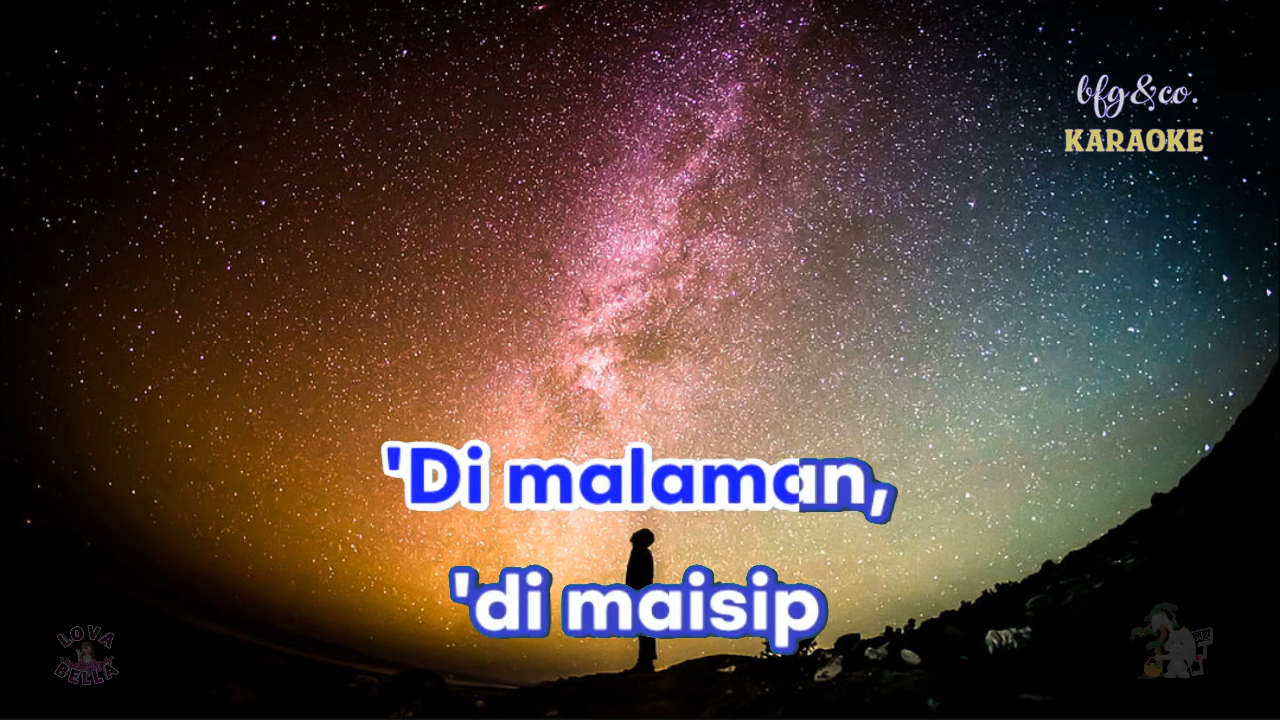 bfg&co.
KARAOKE
'Di malaman,
'di maisip
LOVA
BELLA